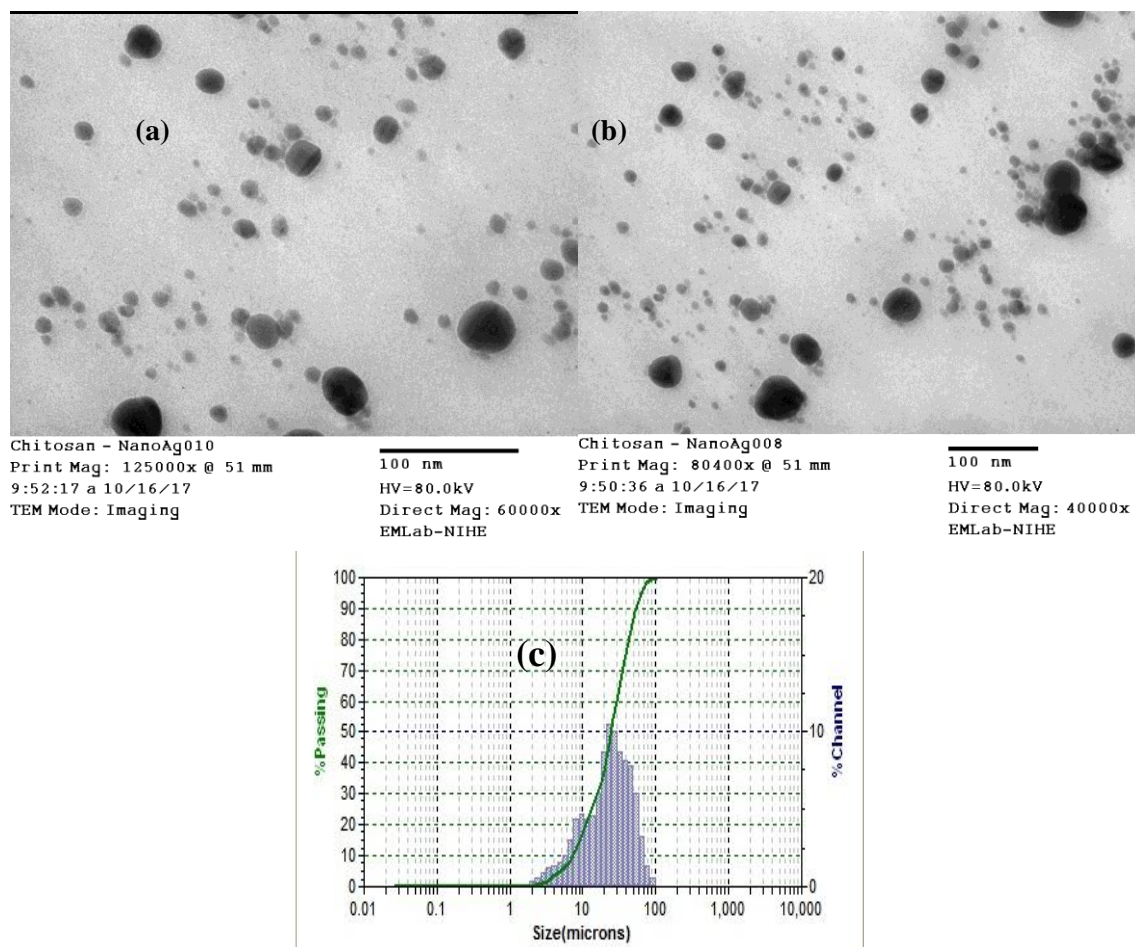 (a)
(b)
Chitosan - NanoAg010
Print Mag: 125000x @ 51 mm
9:52:17 a 10/16/17
TEM Mode: Imaging
100 nm
HV=80.0kV
Direct Mag: 60000x
EMLab-NIHE
Chitosan - NanoAg008
Print Mag: 80400x @ 51 mm
9:50:36 a 10/16/17
TEM Mode: Imaging
100 nm
HV=80.0kV
Direct Mag: 40000x
EMLab-NIHE
(c)
%Passing
100
90
80
70
60
50
40
30
20
10
0
0.01 0.1 1 10 100 1,000 10,000
Size(microns)
20
10
0
%Channel